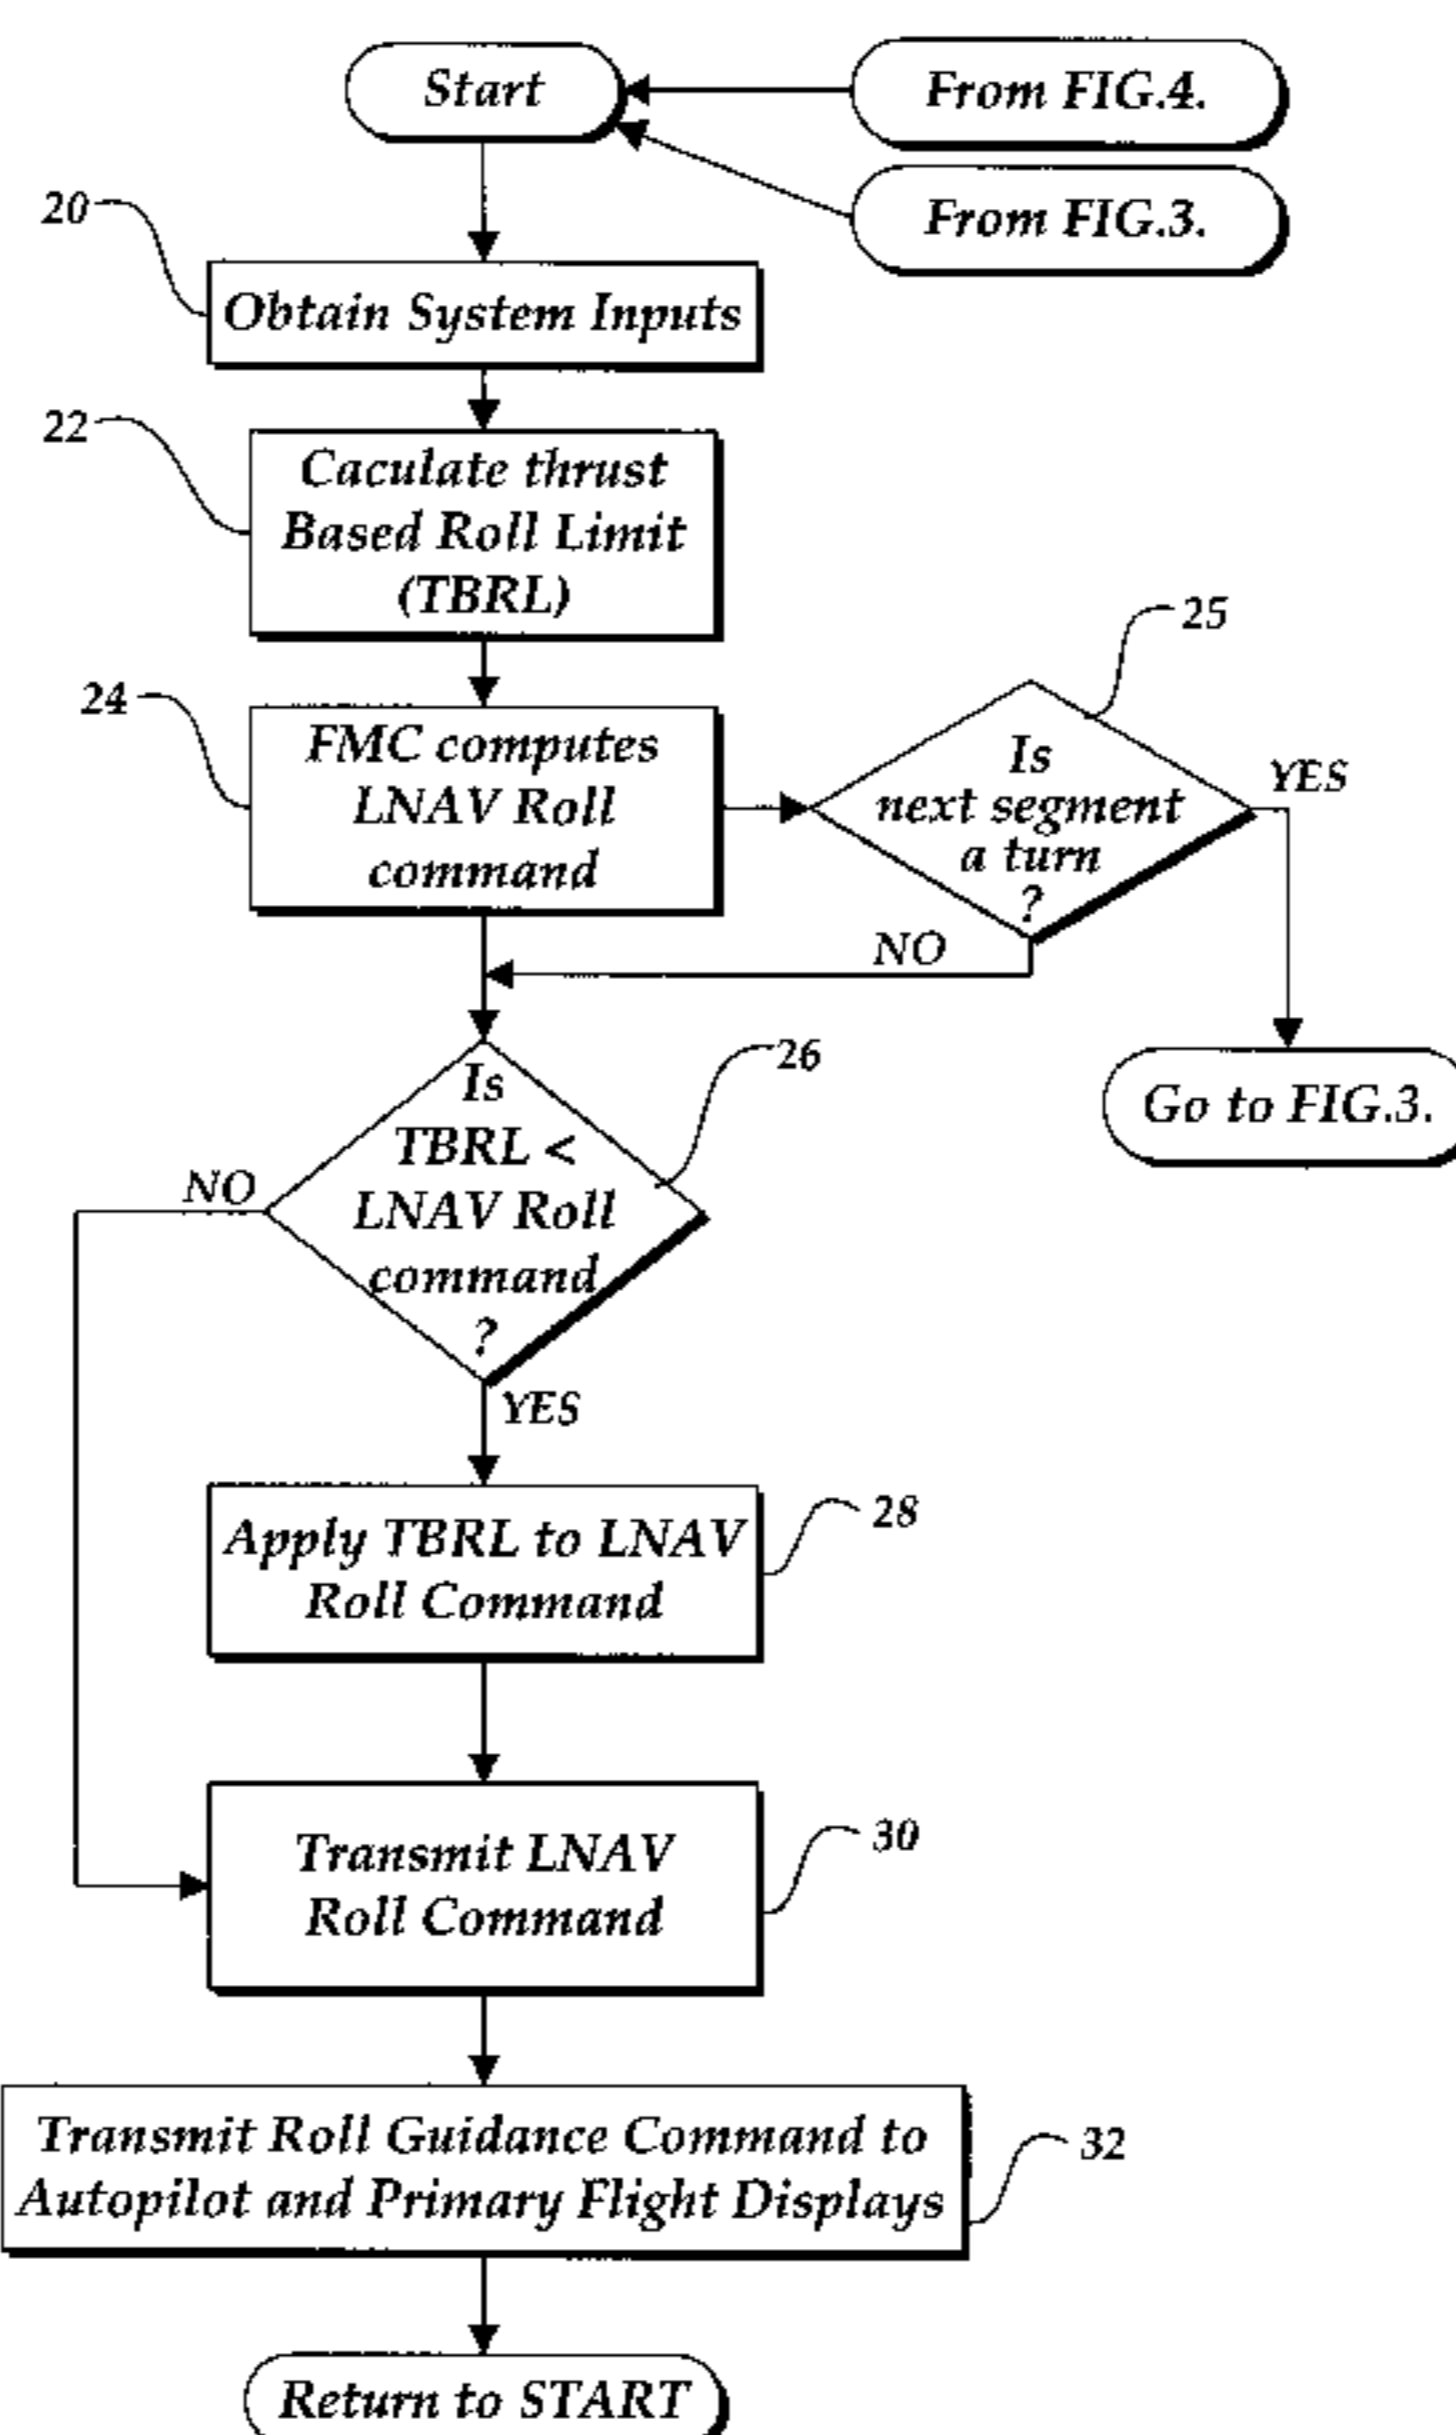 Start
From FIG.4.
From FIG.3.
20
Obtain System Inputs
22
Caculate thrust
Based Roll Limit
(TBRL)
24
FMC computes
LNAV Roll
command
25
Is
next segment
a turn
?
YES
NO
Go to FIG.3.
26
Is
TBRL <
LNAV Roll
command
?
NO
YES
28
Apply TBRL to LNAV
Roll Command
30
Transmit LNAV
Roll Command
32
Transmit Roll Guidance Command to
Autopilot and Primary Flight Displays
Return to START